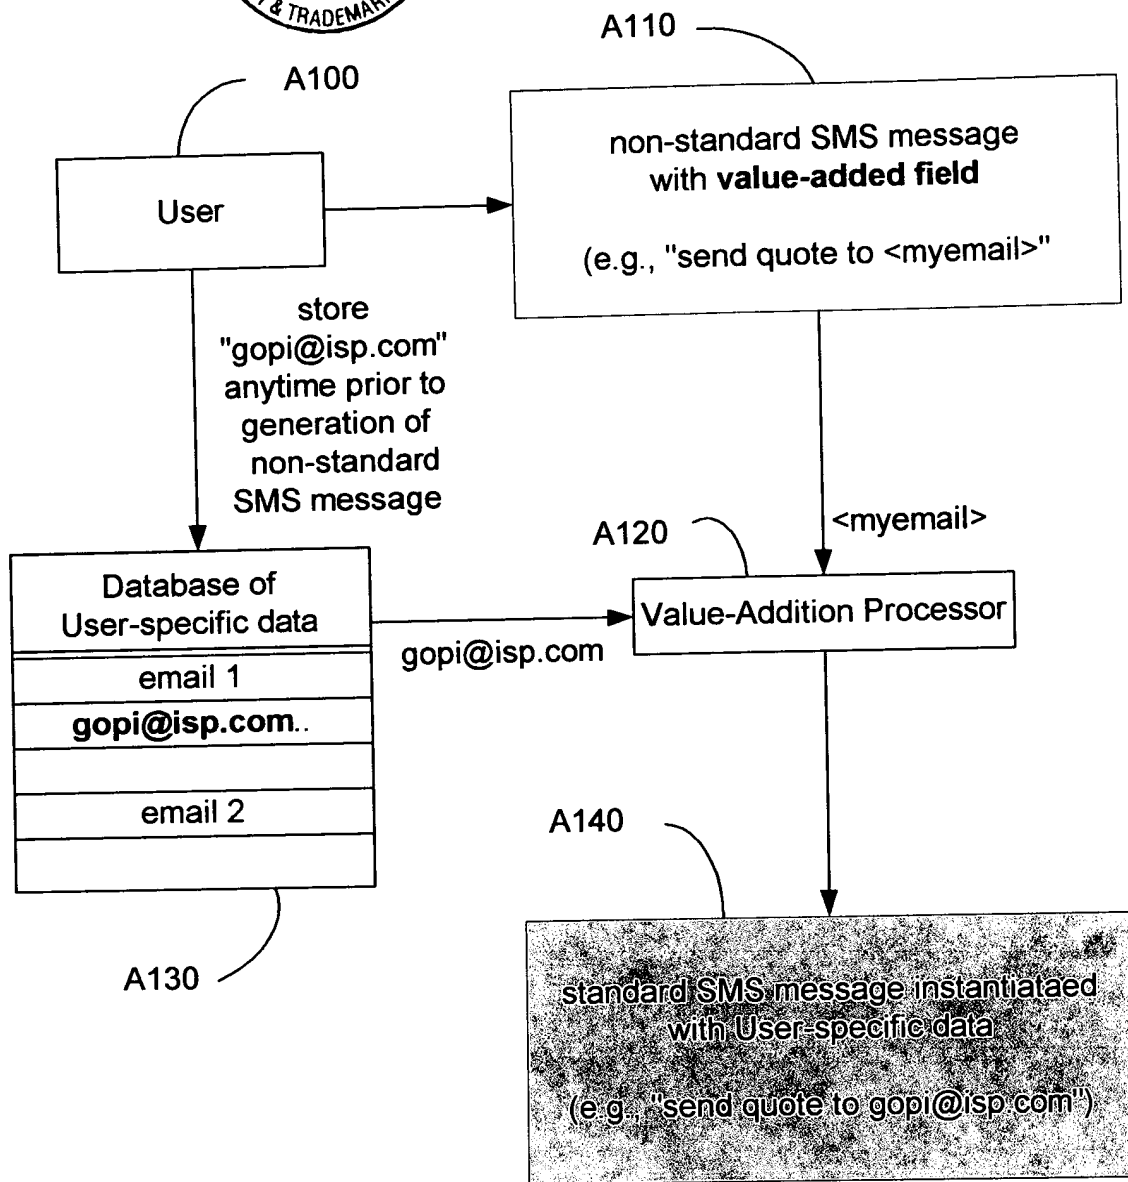 & TRADEMARK
A110
A100
non-standard SMS message
with value-added field
(e.g., "send quote to <myemail>"
User
store
"gopi@isp.com"
anytime prior to
generation of
non-standard
SMS message
A120
<myemail>
Database of
User-specific data
Value-Addition Processor
gopi@isp.com
email 1
gopi@isp.com..
email 2
A140
A130
standard SMS message instantiataed
with User-specific data
(e.g., "send quote to gopi@isp.com")